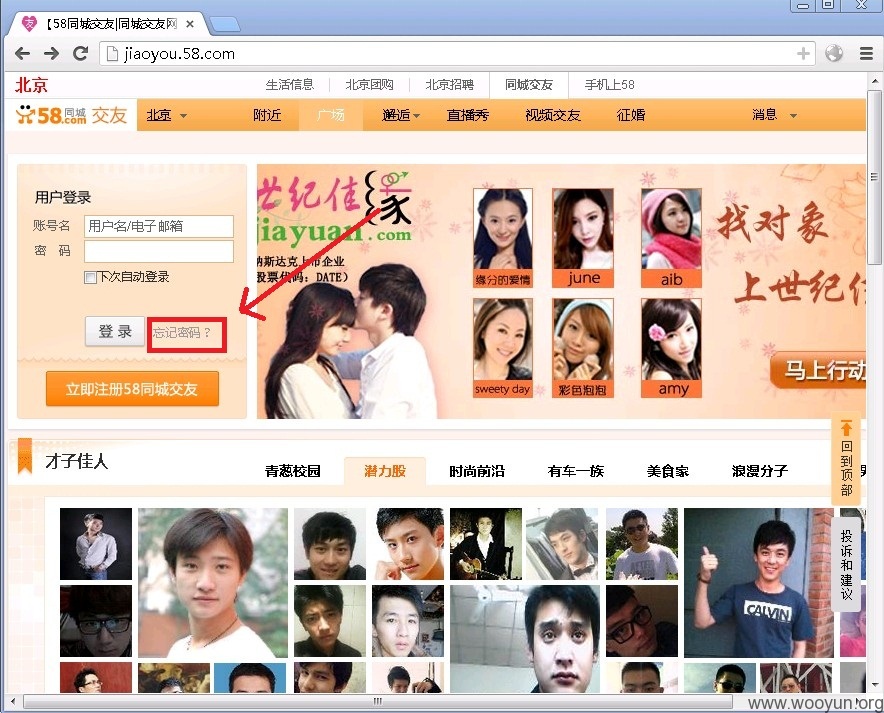 【58同城交友|同城交友网
jiaoyou.58.com
北京
生活信息 北京团购 北京招聘 同城交友 手机上58
58同城.com 交友 北京 附近 广场 邂逅 直播秀 视频交友 征婚 消息
用户登录
账号名 用户名/电子邮箱
密 码
下次自动登录
登录 忘记密码？
立即注册58同城交友
世纪佳缘
jiayuan.com
纳斯达克上市企业
股票代码：DATE)
缘分的爱情 june aib
sweety day 彩色泡泡 amy
找对象
上世纪佳
马上行动
回到顶部
才子佳人
青葱校园 潜力股 时尚前沿 有车一族 美食家 浪漫分子
投诉和建议
CALVIN
www.wooyun.org